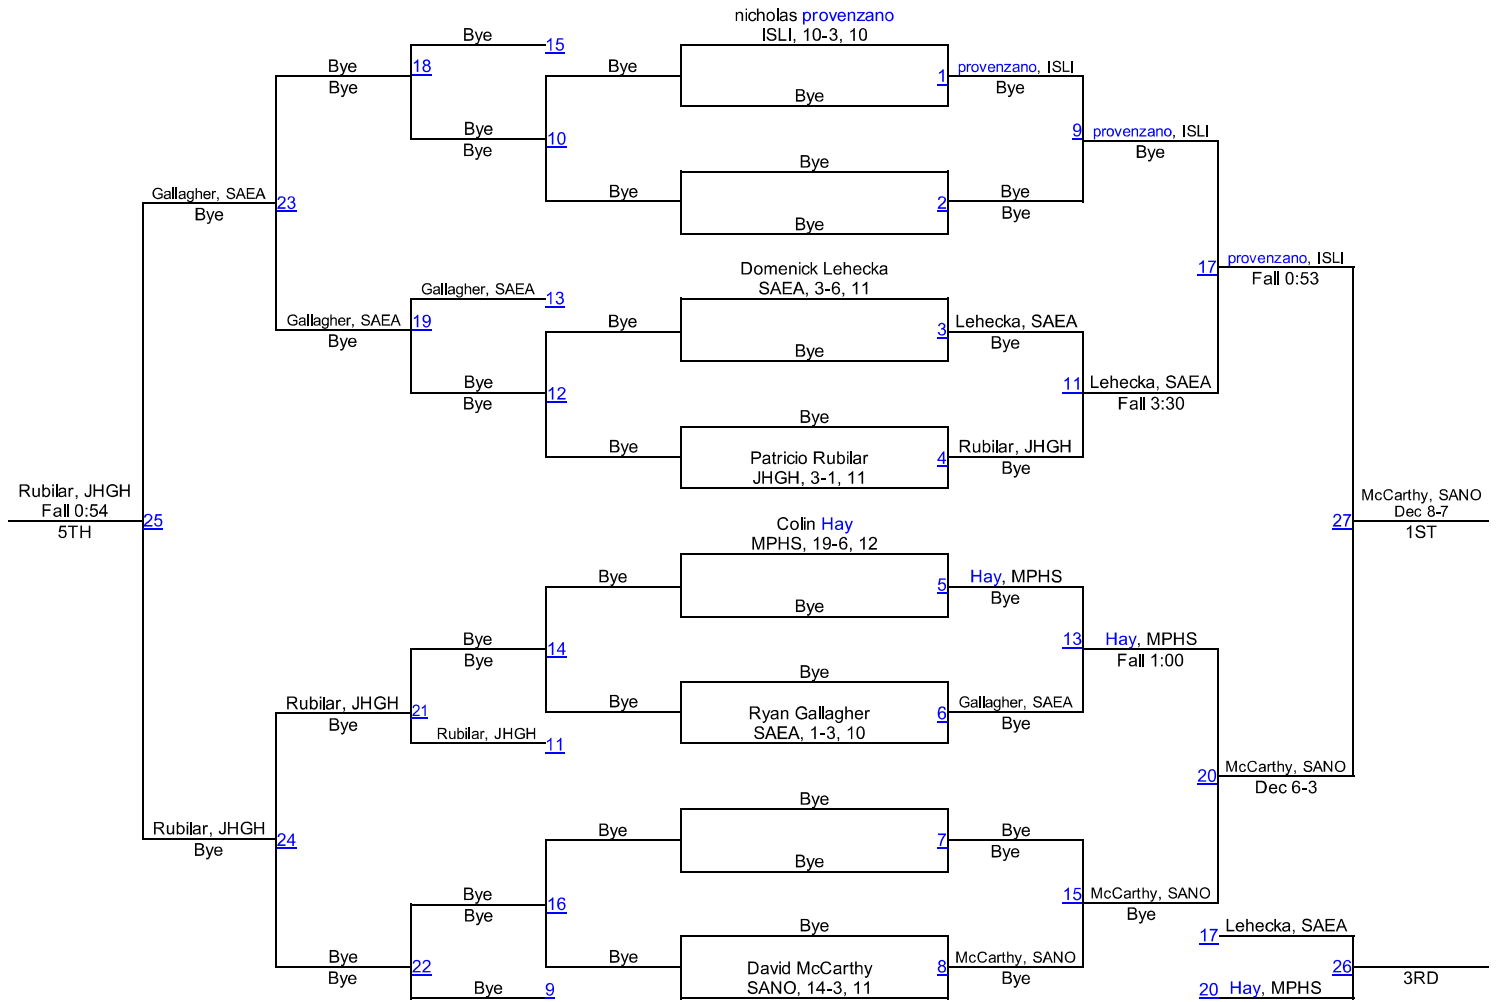 nicholas provenzano
ISLI, 10-3, 10
Bye
15
18
Bye
Bye
Bye
1
provenzano, ISLI
Bye
Bye
Bye
Bye
10
9
provenzano, ISLI
Bye
Bye
Bye
2
Bye
Bye
Bye
Gallagher, SAEA
Bye
23
Domenick Lehecka
SAEA, 3-6, 11
17
provenzano, ISLI
Fall 0:53
Gallagher, SAEA
13
Gallagher, SAEA
Bye
19
Bye
3
Lehecka, SAEA
Bye
Bye
Bye
Bye
12
11
Lehecka, SAEA
Fall 3:30
Bye
Bye
Patricio Rubilar
JHGH, 3-1, 11
4
Rubilar, JHGH
Bye
Rubilar, JHGH
Fall 0:54
5TH
25
27
McCarthy, SANO
Dec 8-7
1ST
Colin Hay
MPHS, 19-6, 12
Bye
5
Hay, MPHS
Bye
Bye
Bye
Bye
14
13
Hay, MPHS
Fall 1:00
Bye
Rubilar, JHGH
Bye
21
Bye
Ryan Gallagher
SAEA, 1-3, 10
6
Gallagher, SAEA
Bye
Rubilar, JHGH
11
20
McCarthy, SANO
Dec 6-3
Bye
Rubilar, JHGH
Bye
24
Bye
7
Bye
Bye
Bye
Bye
Bye
16
15
McCarthy, SANO
Bye
Bye
Bye
Bye
22
Bye
David McCarthy
SANO, 14-3, 11
8
McCarthy, SANO
Bye
17
Lehecka, SAEA
26
3RD
Bye
9
20
Hay, MPHS